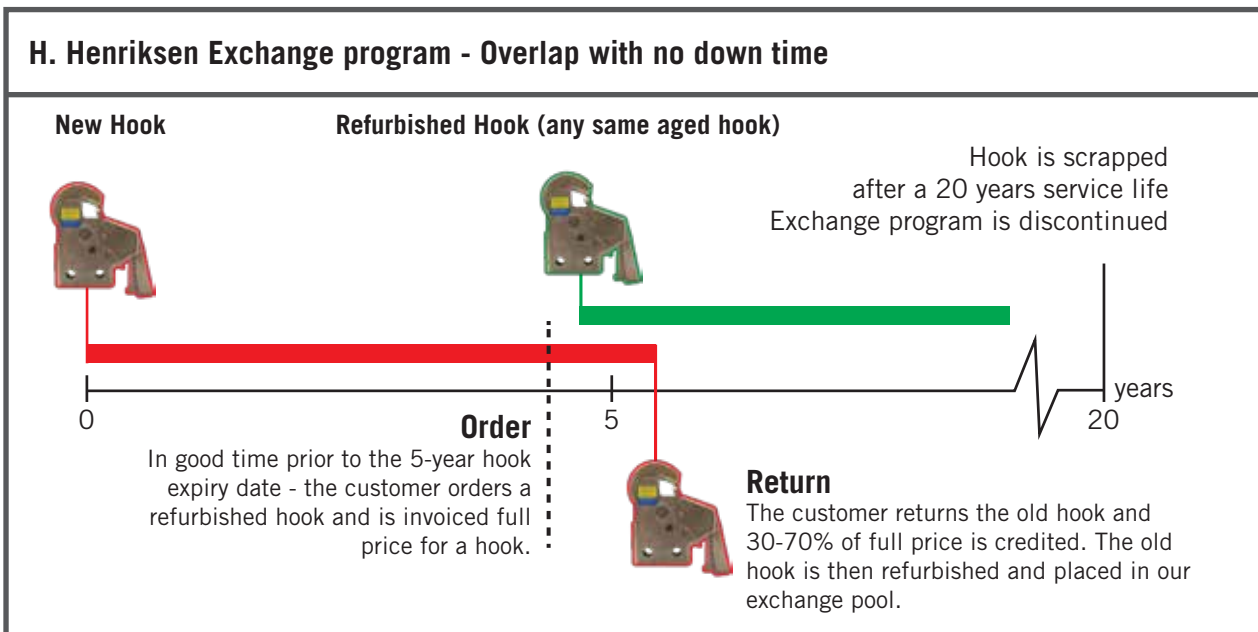 H. Henriksen Exchange program - Overlap with no down time
New Hook
Refurbished Hook (any same aged hook)
Hook is scrapped
after a 20 years service life
Exchange program is discontinued
years
0
5
20
Order
In good time prior to the 5-year hook
expiry date - the customer orders a
refurbished hook and is invoiced full
price for a hook.
Return
The customer returns the old hook and
30-70% of full price is credited. The old
hook is then refurbished and placed in our
exchange pool.